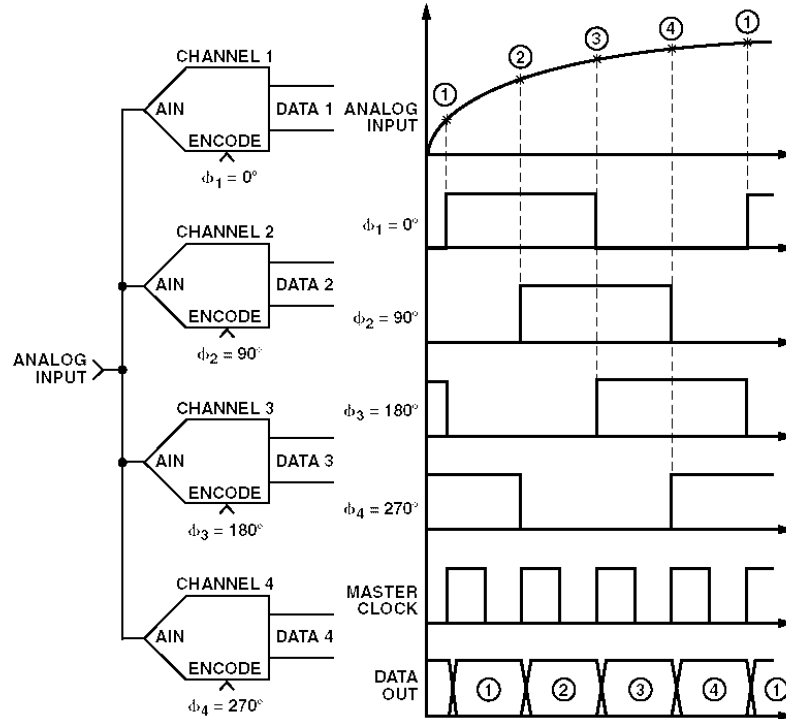 CHANNEL 1
AIN
DATA 1
ENCODE
ϕ1 = 0°
CHANNEL 2
AIN
DATA 2
ENCODE
ϕ2 = 90°
ANALOG
INPUT
CHANNEL 3
AIN
DATA 3
ENCODE
ϕ3 = 180°
CHANNEL 4
AIN
DATA 4
ENCODE
ϕ4 = 270°
ANALOG
INPUT
1 2 3 4 1
ϕ1 = 0°
ϕ2 = 90°
ϕ3 = 180°
ϕ4 = 270°
MASTER
CLOCK
DATA
OUT
1 2 3 4 1